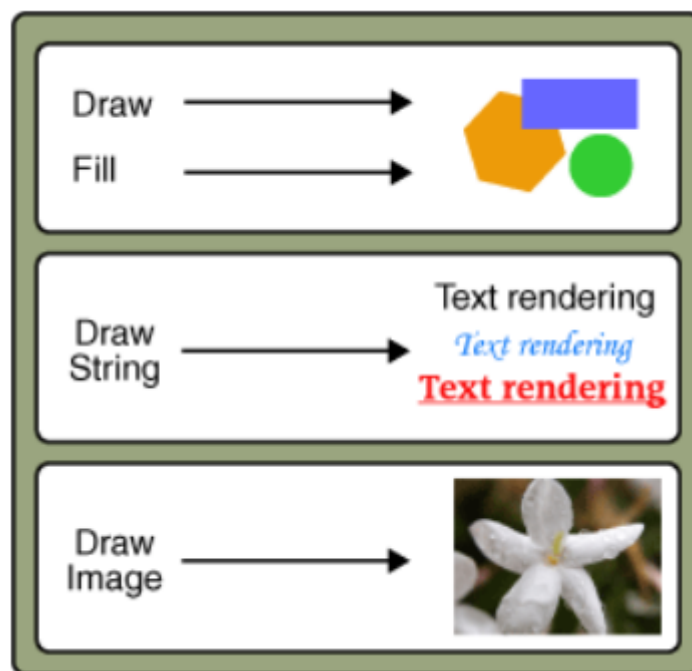 Draw
Fill
Draw
String
Text rendering
Text rendering
Text rendering
Draw
Image